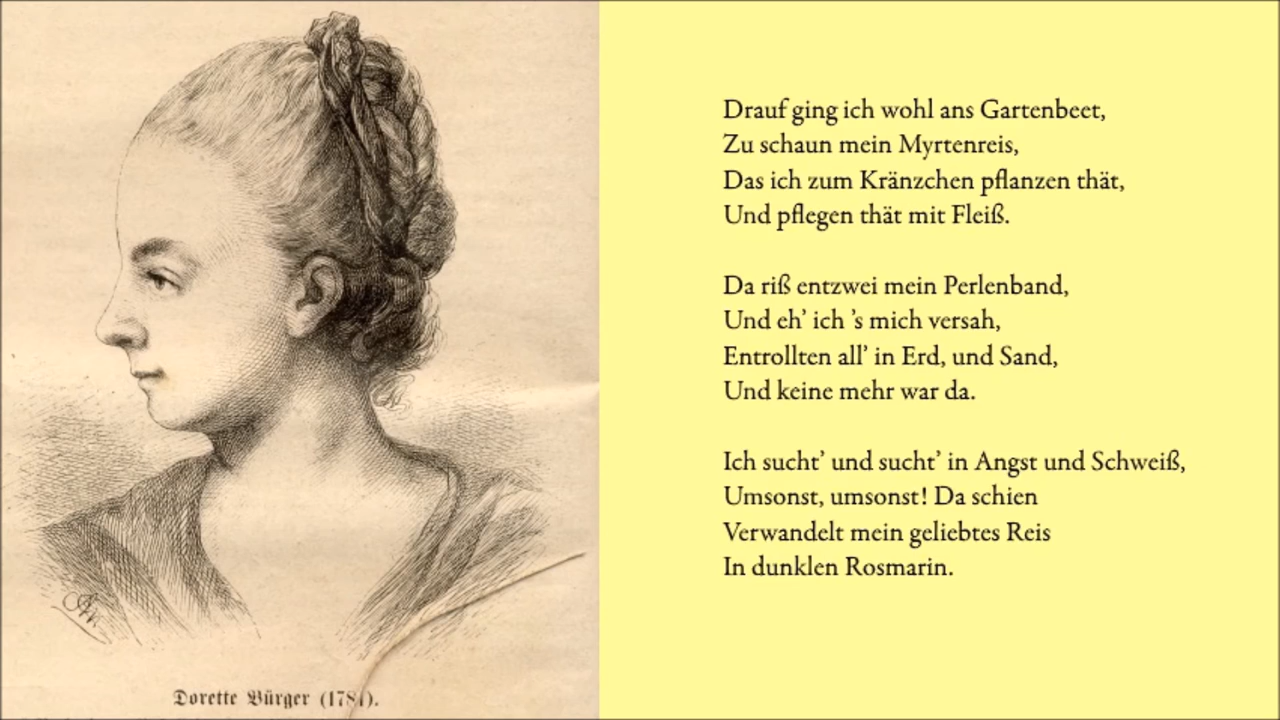 Drauf ging ich wohl ans Gartenbeet,
Zu schaun mein Myrtenreis,
Das ich zum Kränzchen pflanzen thät,
Und pflegen thät mit Fleiß.
Da riß entzwei mein Perlenband,
Und eh’ ich ’s mich versah,
Entrollten all’ in Erd, und Sand,
Und keine mehr war da.
Ich sucht’ und sucht’ in Angst und Schweiß,
Umsonst, umsonst! Da schien
Verwandelt mein geliebtes Reis
In dunklen Rosmarin.
Dorette Bürger (1781).